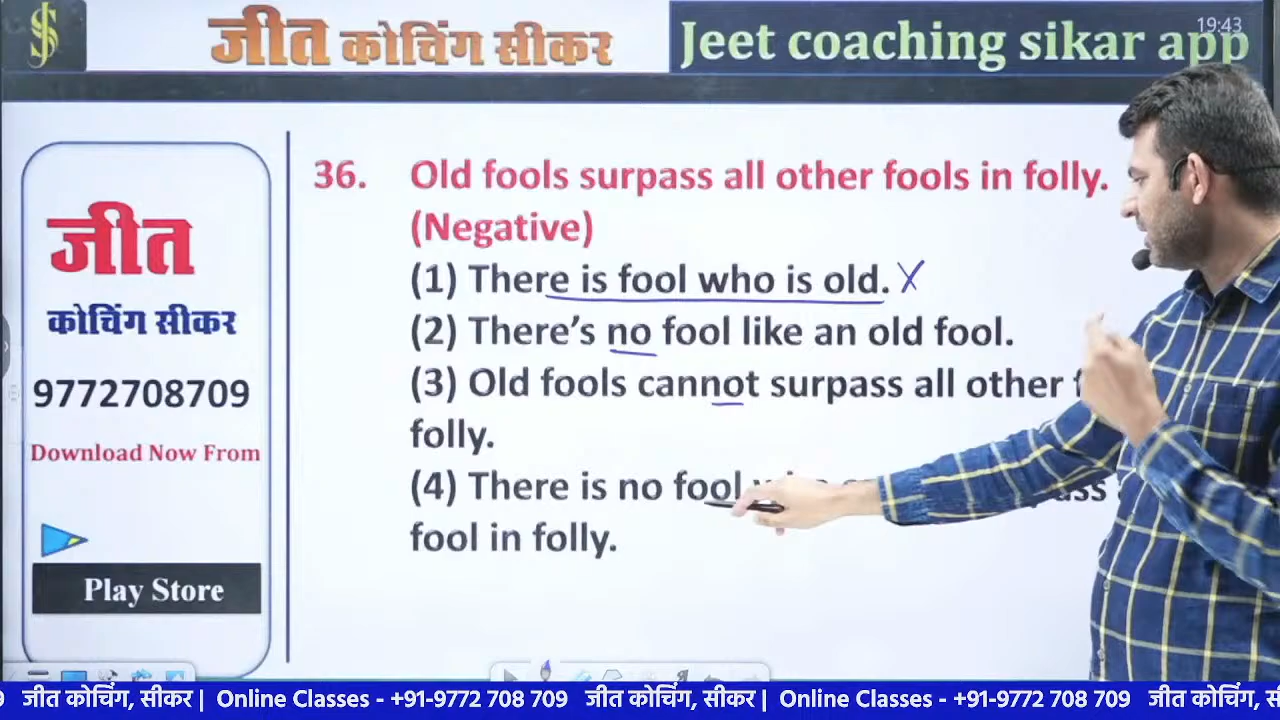 जीत कोचिंग सीकर
Jeet coaching sikar app
19:43
जीत
कोचिंग सीकर
9772708709
Download Now From
Play Store
36. Old fools surpass all other fools in folly.
(Negative)
(1) There is fool who is old. X
(2) There's no fool like an old fool.
(3) Old fools cannot surpass all other
folly.
(4) There is no fool
fool in folly.
9 जीत कोचिंग, सीकर | Online Classes - +91-9772 708 709 जीत कोचिंग, सीकर | Online Classes - +91-9772 708 709 जीत कोचिंग,